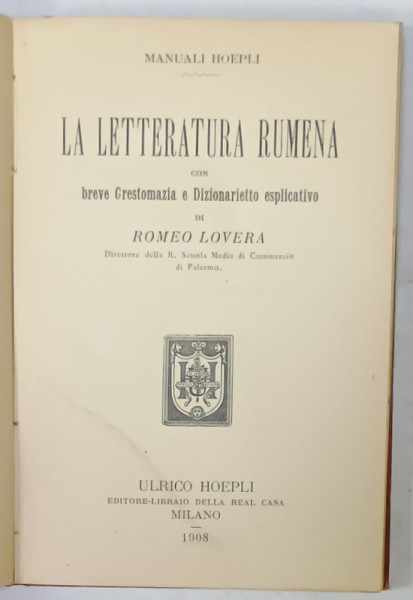 MANUALI HOEPLI
LA LETTERATURA RUMENA
CON
breve Crestomazia e Dizionarietto esplicativo
DI
ROMEO LOVERA
Direttore della R. Scuola Media di Commercio
di Palermo.
ULRICO HOEPLI
EDITORE-LIBRAIO DELLA REAL CASA
MILANO
1908